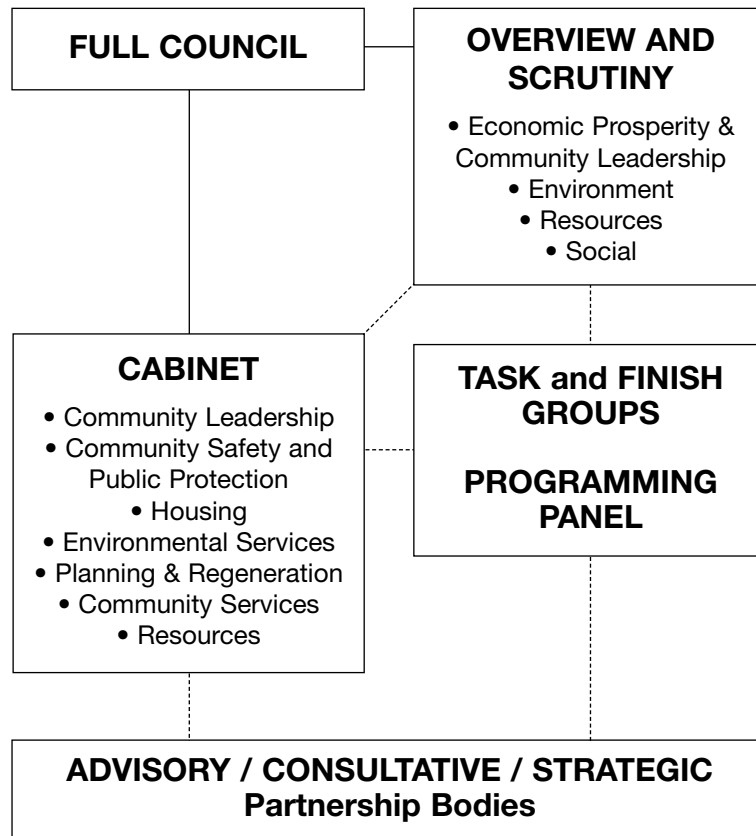 FULL COUNCIL
OVERVIEW AND
SCRUTINY
• Economic Prosperity &
Community Leadership
• Environment
• Resources
• Social
CABINET
• Community Leadership
• Community Safety and
Public Protection
• Housing
• Environmental Services
• Planning & Regeneration
• Community Services
• Resources
TASK and FINISH
GROUPS
PROGRAMMING
PANEL
ADVISORY / CONSULTATIVE / STRATEGIC
Partnership Bodies